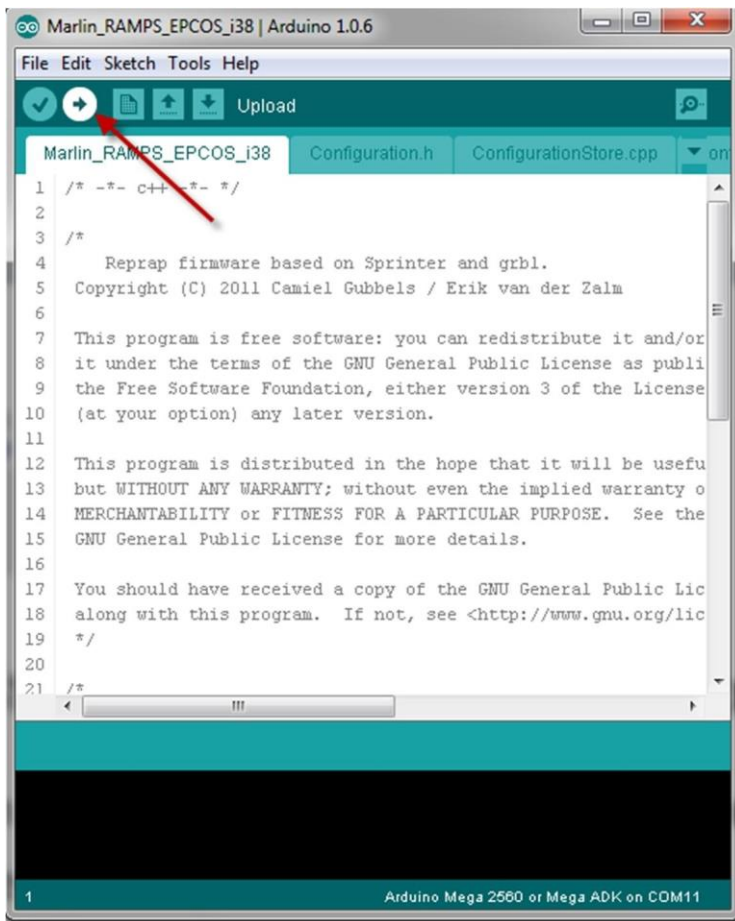 Marlin_RAMPS_EPCOS_i38 | Arduino 1.0.6
File Edit Sketch Tools Help
Upload
Marlin_RAMPS_EPCOS_i38 Configuration.h ConfigurationStore.cpp on
1 /* -*- c++ -*- */
2
3 /*
4 Reprap firmware based on Sprinter and grbl.
5 Copyright (C) 2011 Camiel Gubbels / Erik van der Zalm
6
7 This program is free software: you can redistribute it and/or
8 it under the terms of the GNU General Public License as publi
9 the Free Software Foundation, either version 3 of the License
10 (at your option) any later version.
11
12 This program is distributed in the hope that it will be usefu
13 but WITHOUT ANY WARRANTY; without even the implied warranty o
14 MERCHANTABILITY or FITNESS FOR A PARTICULAR PURPOSE. See the
15 GNU General Public License for more details.
16
17 You should have received a copy of the GNU General Public Lic
18 along with this program. If not, see <http://www.gnu.org/lic
19 */
20
21 /*
1 Arduino Mega 2560 or Mega ADK on COM11